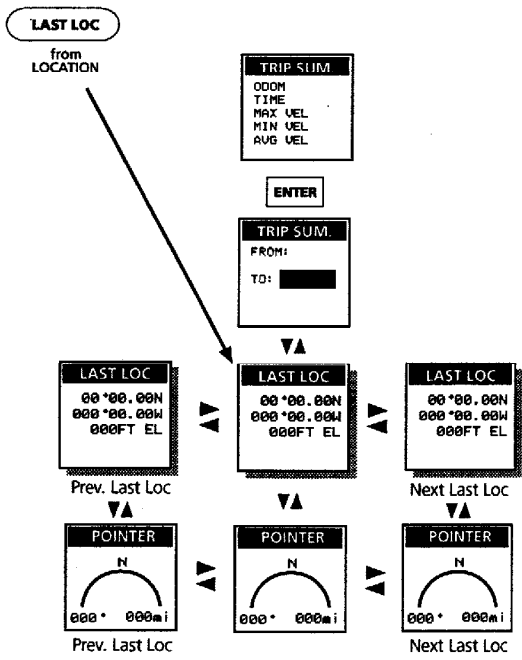 LAST LOC
from
LOCATION
TRIP SUM.
ODOM
TIME
MAX VEL
MIN VEL
AVG VEL
ENTER
TRIP SUM.
FROM:
TO:
LAST LOC
00°00.00N
000°00.00W
000FT EL
Prev. Last Loc
LAST LOC
00°00.00N
000°00.00W
000FT EL
LAST LOC
00°00.00N
000°00.00W
000FT EL
Next Last Loc
POINTER
N
000° 000mi
Prev. Last Loc
POINTER
N
000° 000mi
POINTER
N
000° 000mi
Next Last Loc